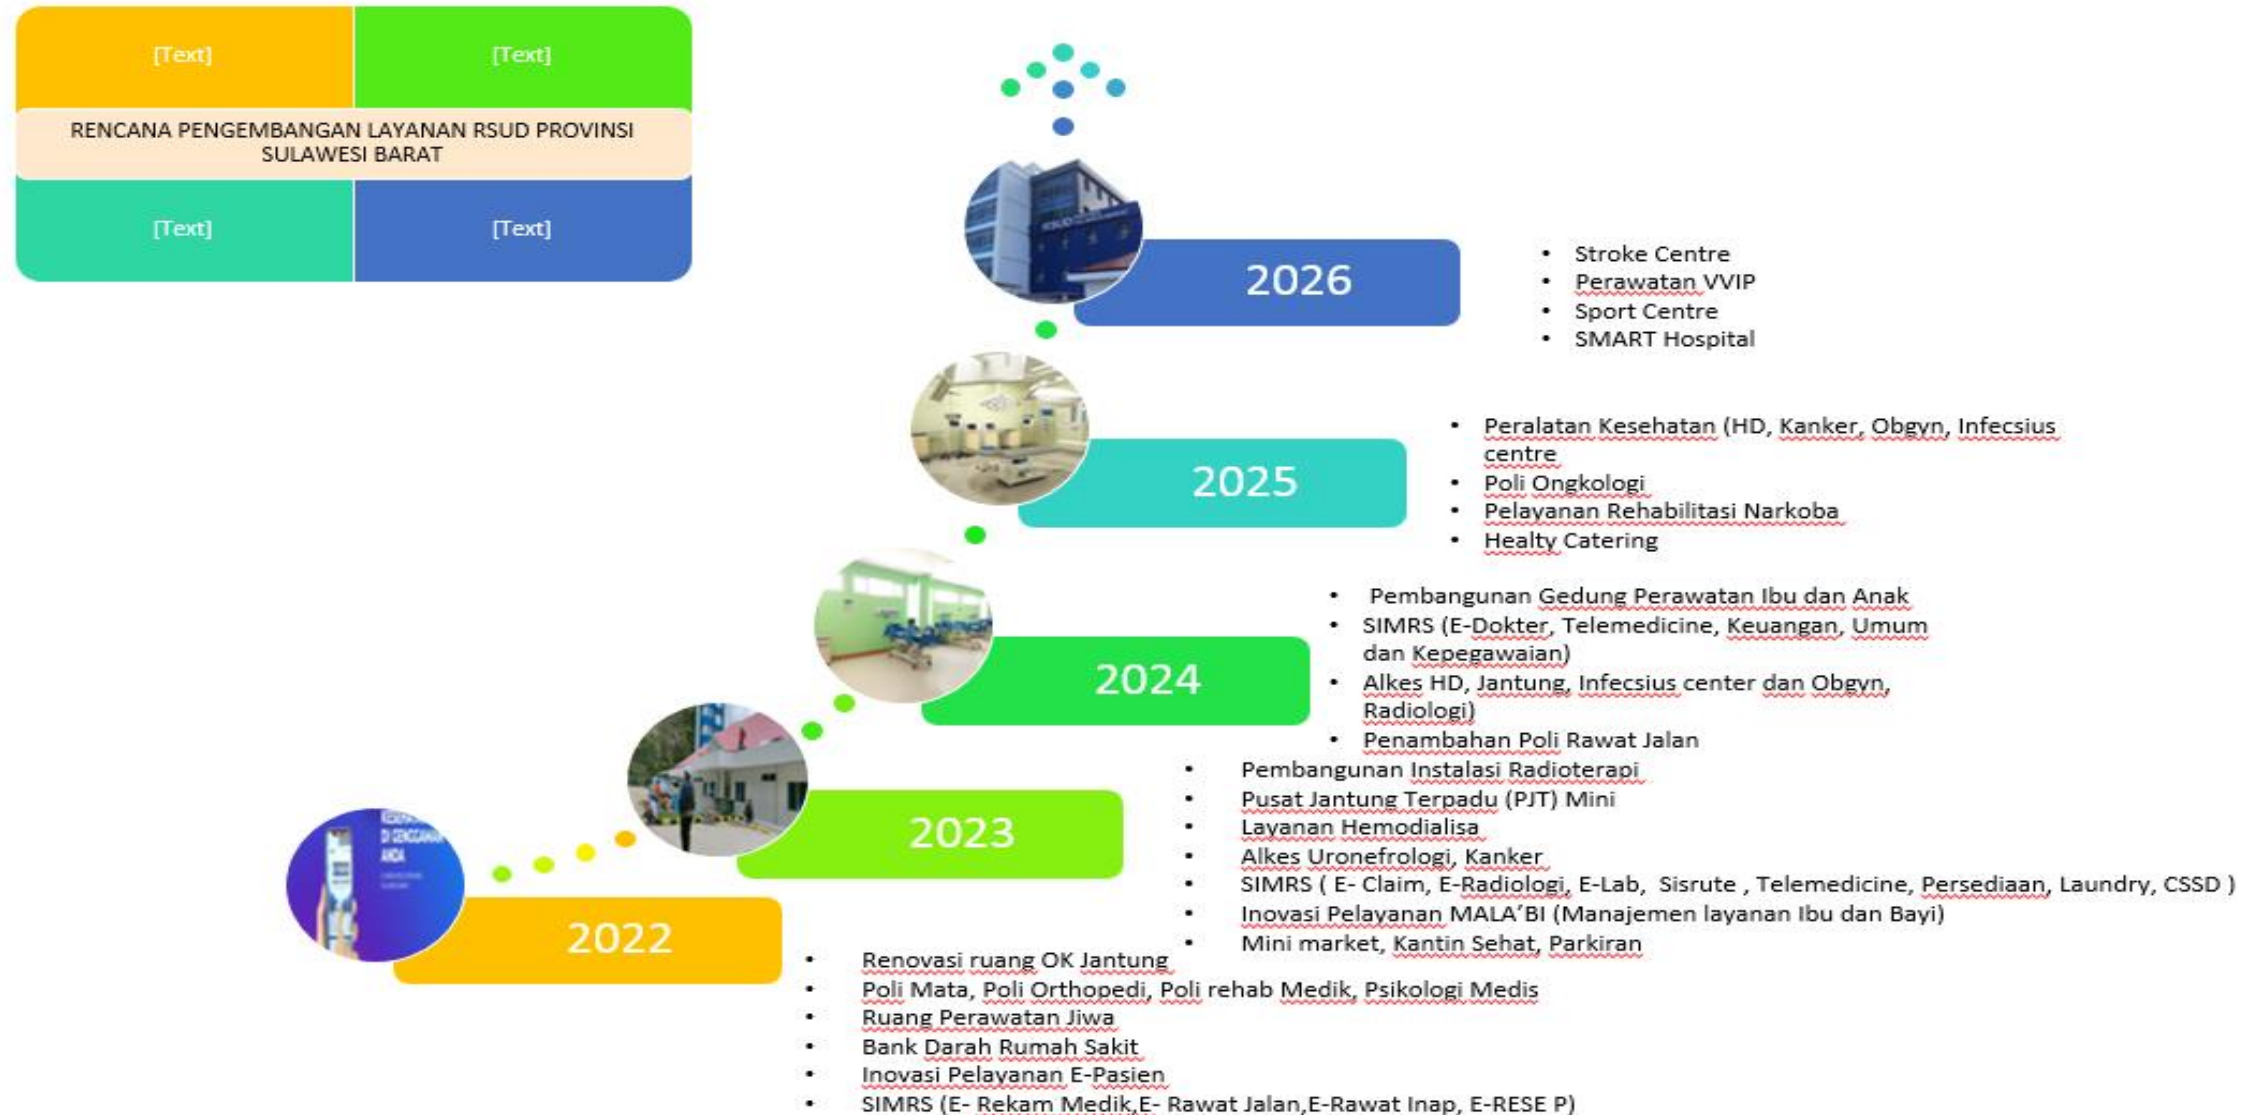 [Text]
[Text]
RENCANA PENGEMBANGAN LAYANAN RSUD PROVINSI
SULAWESI BARAT
[Text]
[Text]
2026
• Stroke Centre
• Perawatan VVIP
• Sport Centre
• SMART Hospital
2025
• Peralatan Kesehatan (HD, Kanker, Obgyn, Infecsius
centre
• Poli Ongkologi
• Pelayanan Rehabilitasi Narkoba
• Healty Catering
2024
• Pembangunan Gedung Perawatan Ibu dan Anak
• SIMRS (E-Dokter, Telemedicine, Keuangan, Umum
dan Kepegawaian)
• Alkes HD, Jantung, Infecsius center dan Obgyn,
Radiologi)
• Penambahan Poli Rawat Jalan
2023
• Pembangunan Instalasi Radioterapi
• Pusat Jantung Terpadu (PJT) Mini
• Layanan Hemodialisa
• Alkes Uronefrologi, Kanker
• SIMRS ( E- Claim, E-Radiologi, E-Lab, Sisrute , Telemedicine, Persediaan, Laundry, CSSD )
• Inovasi Pelayanan MALA’BI (Manajemen layanan Ibu dan Bayi)
• Mini market, Kantin Sehat, Parkiran
DI GENGGAMAN
ANDA
2022
• Renovasi ruang OK Jantung
• Poli Mata, Poli Orthopedi, Poli rehab Medik, Psikologi Medis
• Ruang Perawatan Jiwa
• Bank Darah Rumah Sakit
• Inovasi Pelayanan E-Pasien
• SIMRS (E- Rekam Medik,E- Rawat Jalan,E-Rawat Inap, E-RESE P)